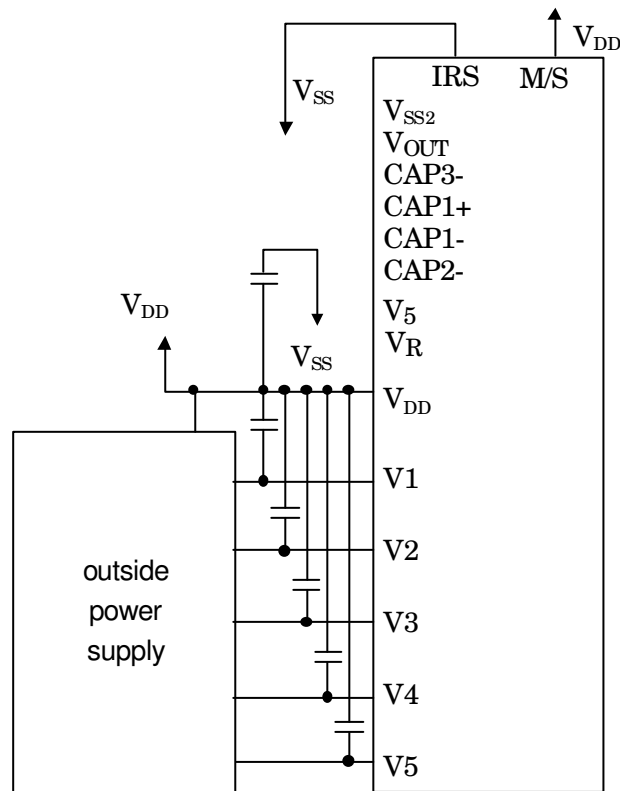 VDD
IRS M/S
VSS
VSS2
VOUT
CAP3-
CAP1+
CAP1-
CAP2-
V5
VR
VDD
VSS
VDD
V1
V2
V3
V4
V5
outside
power
supply